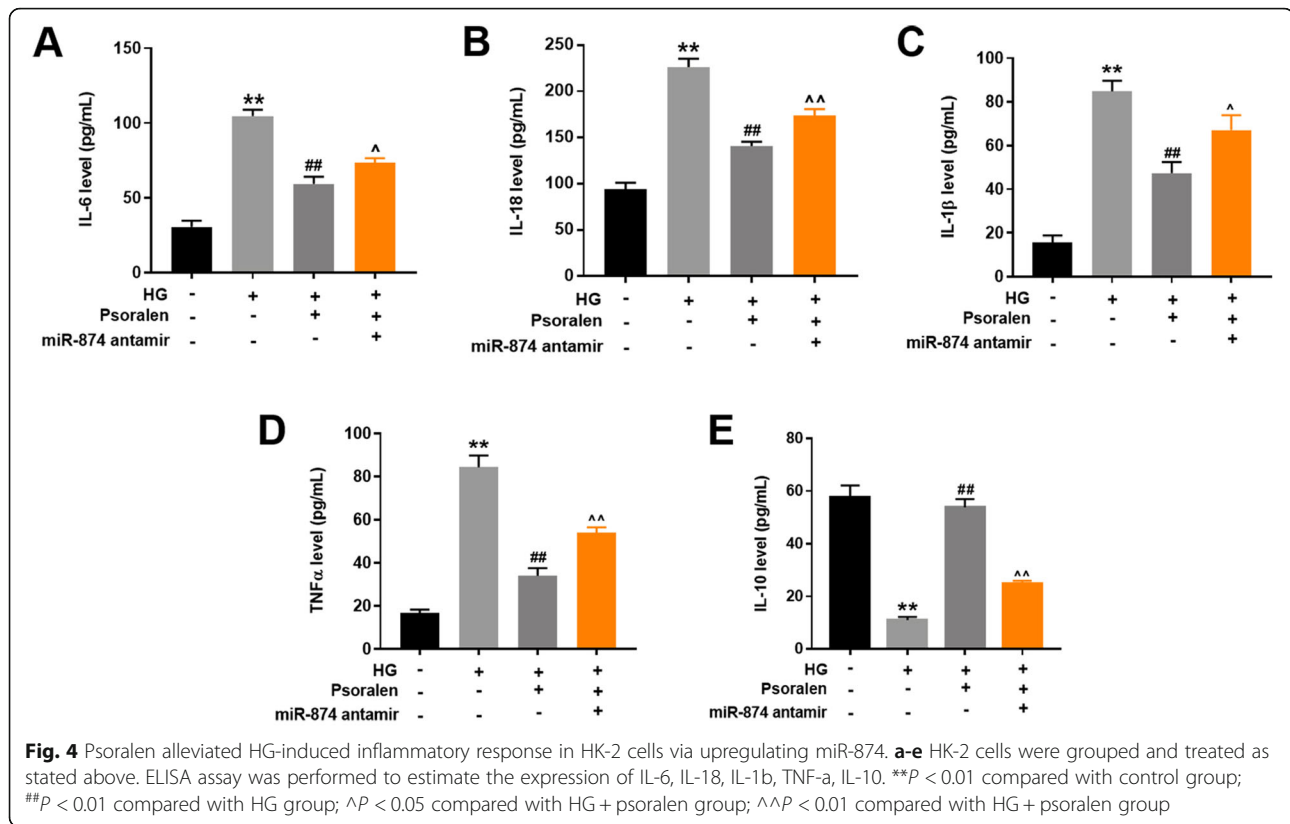 A
IL-6 level (pg/mL)
150
100
50
0
**
##
^
HG - + + +
Psoralen - - + +
miR-874 antamir - - - +
B
IL-18 level (pg/mL)
250
200
150
100
50
0
**
##
^^
HG - + + +
Psoralen - - + +
miR-874 antamir - - - +
C
IL-1β level (pg/mL)
100
80
60
40
20
0
**
##
^
HG - + + +
Psoralen - - + +
miR-874 antamir - - - +
D
TNFα level (pg/mL)
100
80
60
40
20
0
**
##
^^
HG - + + +
Psoralen - - + +
miR-874 antamir - - - +
E
IL-10 level (pg/mL)
80
60
40
20
0
**
##
^^
HG - + + +
Psoralen - - + +
miR-874 antamir - - - +
Fig. 4 Psoralen alleviated HG-induced inflammatory response in HK-2 cells via upregulating miR-874. a-e HK-2 cells were grouped and treated as
stated above. ELISA assay was performed to estimate the expression of IL-6, IL-18, IL-1b, TNF-a, IL-10. **P < 0.01 compared with control group;
##P < 0.01 compared with HG group; ^P < 0.05 compared with HG + psoralen group; ^^P < 0.01 compared with HG + psoralen group